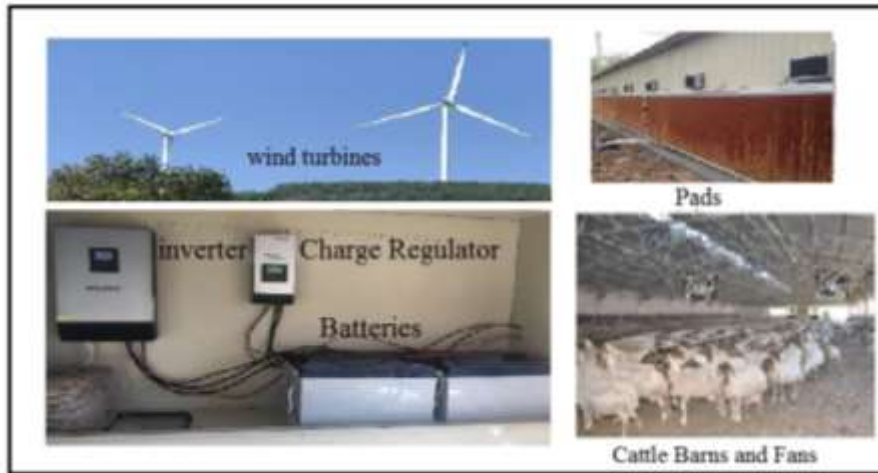 wind turbines
Pads
inverter
Charge Regulator
Batteries
Cattle Barns and Fans